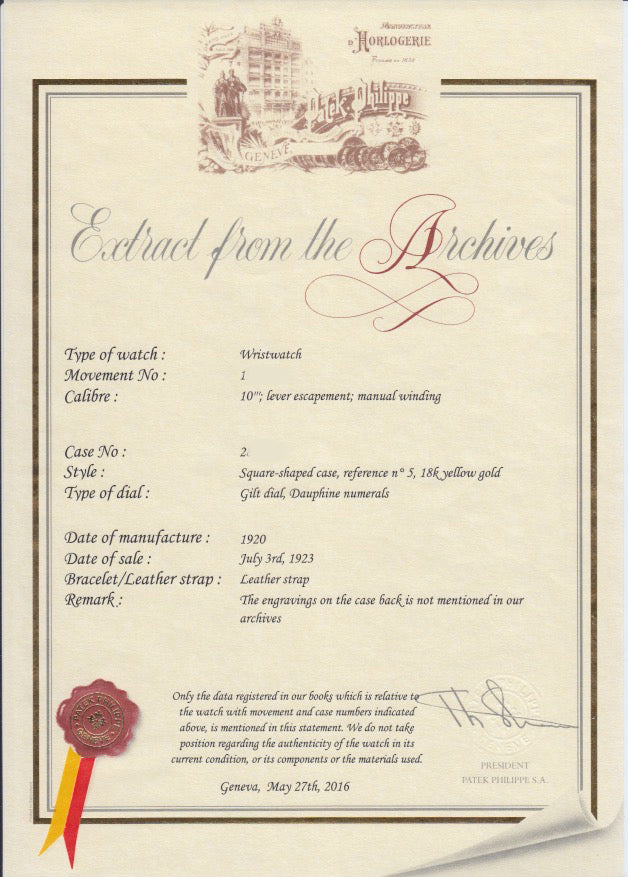 MANUFACTURE
D'HORLOGERIE
Fondée en 1839
Patek Philippe
GENÈVE
Extract from the Archives
Type of watch : Wristwatch
Movement No : 1
Calibre : 10'''; lever escapement; manual winding
Case No : 2
Style : Square-shaped case, reference n° 5, 18k yellow gold
Type of dial : Gilt dial, Dauphine numerals
Date of manufacture : 1920
Date of sale : July 3rd, 1923
Bracelet/Leather strap : Leather strap
Remark : The engravings on the case back is not mentioned in our
archives
Only the data registered in our books which is relative to
the watch with movement and case numbers indicated
above, is mentioned in this statement. We do not take
position regarding the authenticity of the watch in its
current condition, or its components or the materials used.
Geneva, May 27th, 2016
PATEK PHILIPPE
GENEVE
PRESIDENT
PATEK PHILIPPE S.A.